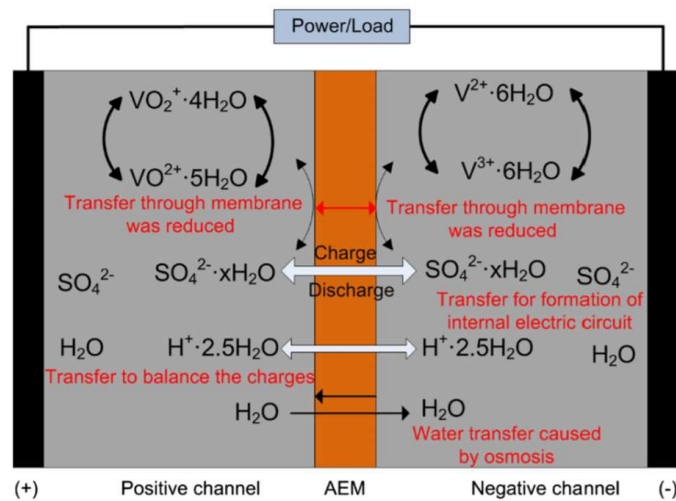 Power/Load
VO₂⁺·4H₂O
V²⁺·6H₂O
VO²⁺·5H₂O
V³⁺·6H₂O
Transfer through membrane
was reduced
Transfer through membrane
was reduced
Charge
SO₄²⁻
SO₄²⁻·xH₂O
SO₄²⁻·xH₂O
SO₄²⁻
Discharge
Transfer for formation of
internal electric circuit
H₂O
H⁺·2.5H₂O
H⁺·2.5H₂O
H₂O
Transfer to balance the charges
H₂O
H₂O
Water transfer caused
by osmosis
(+) Positive channel AEM Negative channel (-)